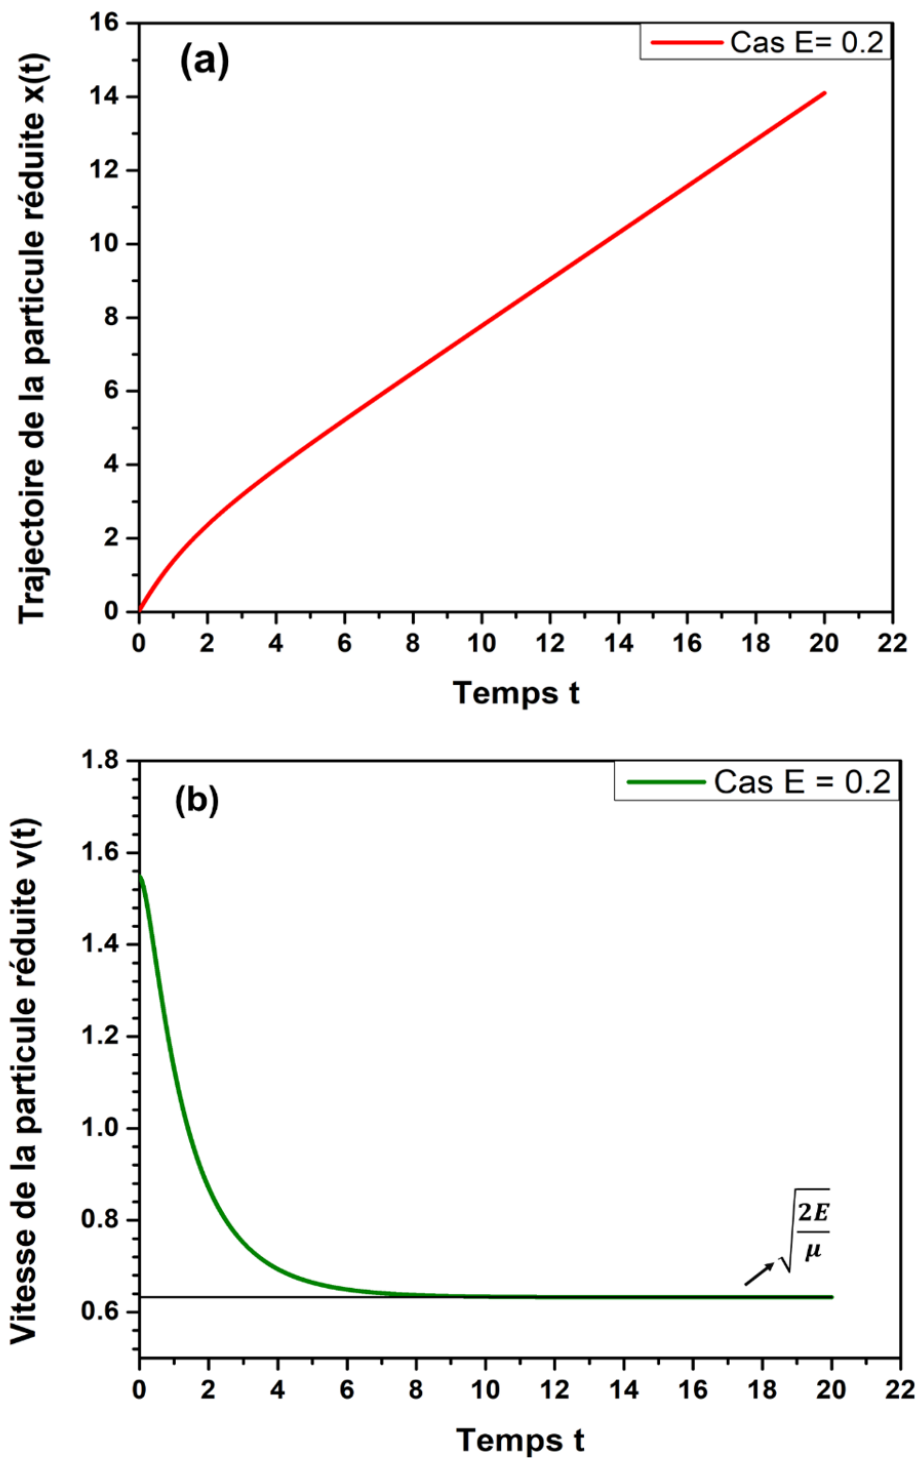 (a)
Cas E= 0.2
Trajectoire de la particule réduite x(t)
16
14
12
10
8
6
4
2
0
0 2 4 6 8 10 12 14 16 18 20 22
Temps t
(b)
Cas E = 0.2
Vitesse de la particule réduite v(t)
1.8
1.6
1.4
1.2
1.0
0.8
0.6
√(2E/μ)
0 2 4 6 8 10 12 14 16 18 20 22
Temps t